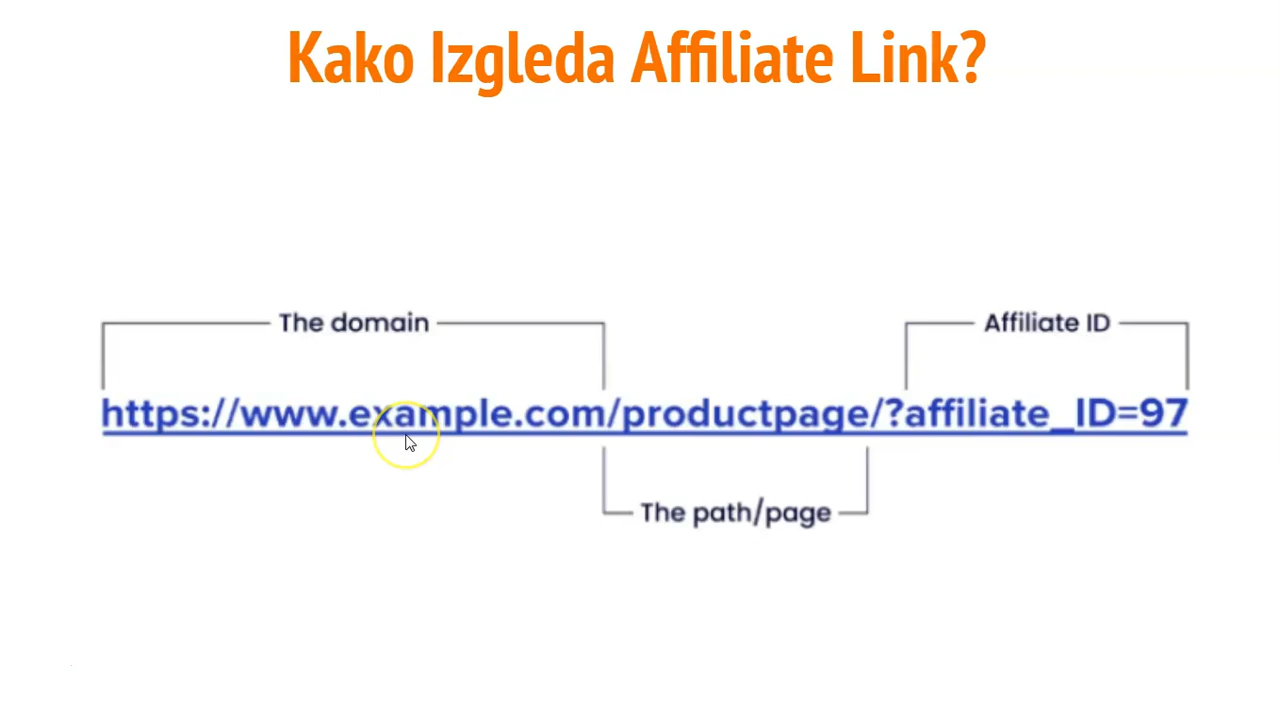 Kako Izgleda Affiliate Link?
The domain
Affiliate ID
https://www.example.com/productpage/?affiliate_ID=97
The path/page